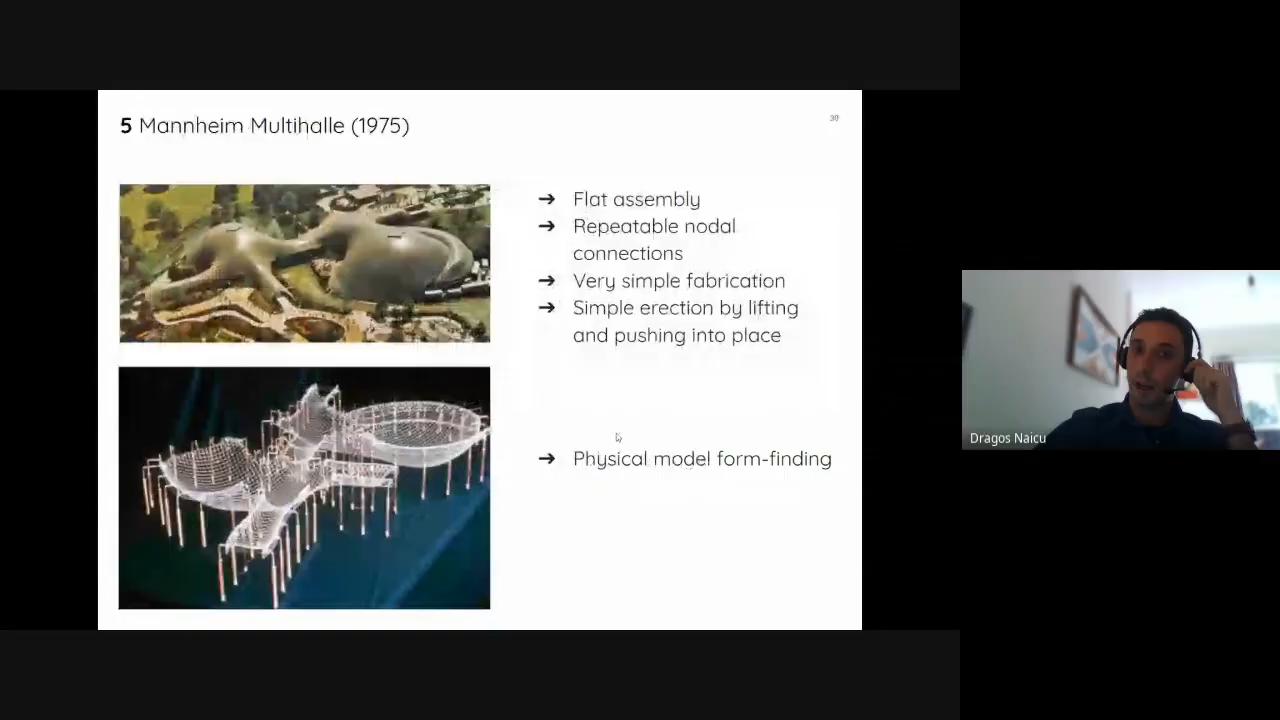 5 Mannheim Multihalle (1975)
➔ Flat assembly
➔ Repeatable nodal
connections
➔ Very simple fabrication
➔ Simple erection by lifting
and pushing into place
➔ Physical model form-finding
Dragos Naicu